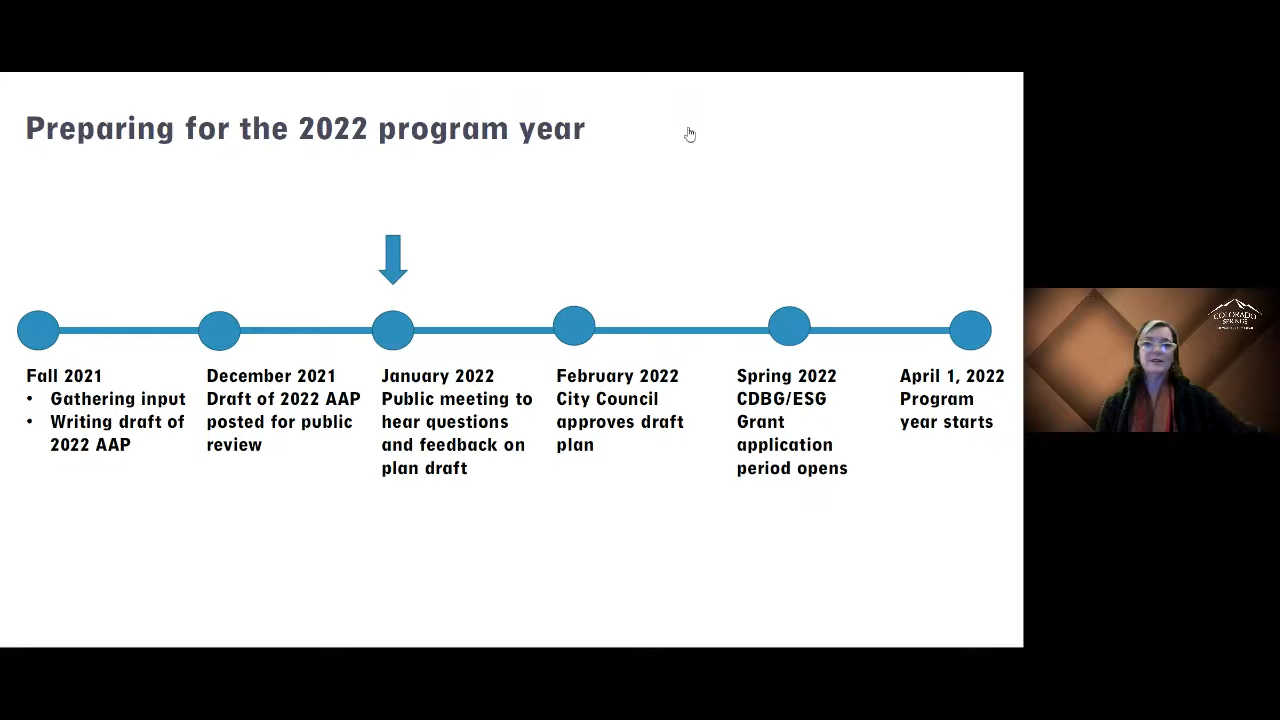 Preparing for the 2022 program year
Fall 2021
• Gathering input
• Writing draft of
2022 AAP
December 2021
Draft of 2022 AAP
posted for public
review
January 2022
Public meeting to
hear questions
and feedback on
plan draft
February 2022
City Council
approves draft
plan
Spring 2022
CDBG/ESG
Grant
application
period opens
April 1, 2022
Program
year starts
COLORADO
SPRINGS